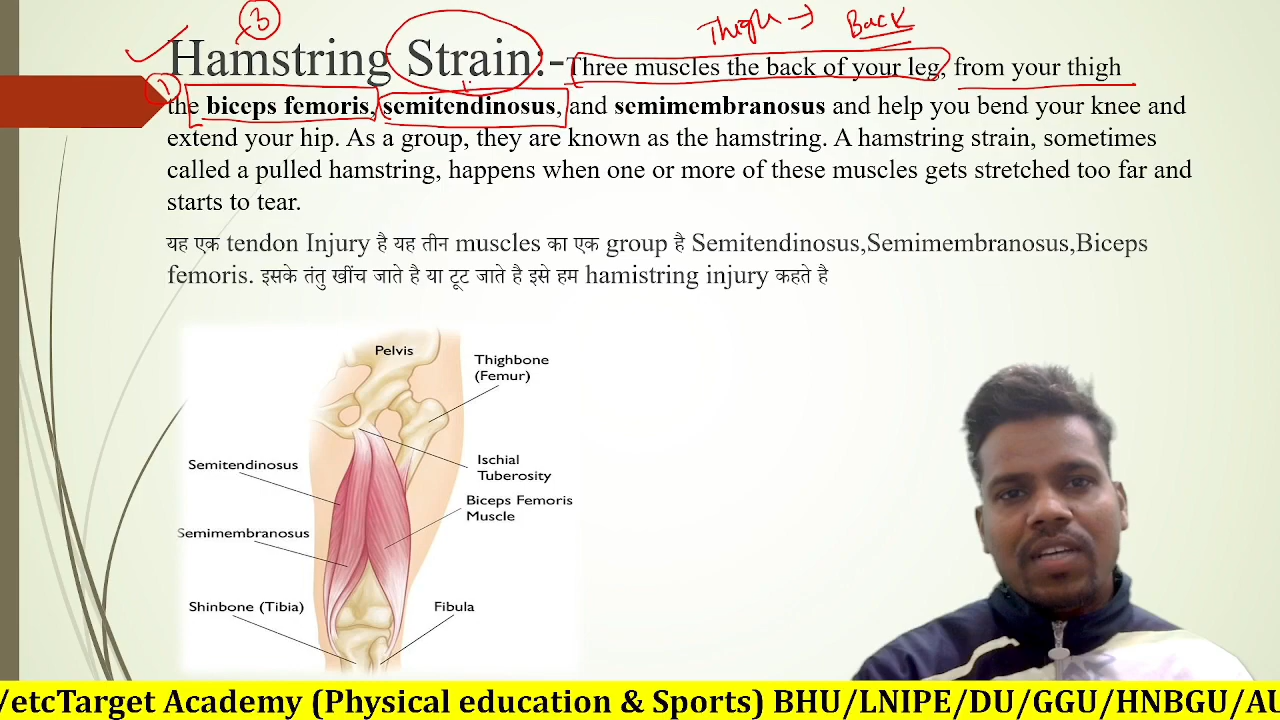 ③
Thigh → Back
Hamstring Strain:-Three muscles the back of your leg, from your thigh
①
the biceps femoris, semitendinosus, and semimembranosus and help you bend your knee and
extend your hip. As a group, they are known as the hamstring. A hamstring strain, sometimes
called a pulled hamstring, happens when one or more of these muscles gets stretched too far and
starts to tear.
यह एक tendon Injury है यह तीन muscles का एक group है Semitendinosus,Semimembranosus,Biceps
femoris. इसके तंतु खींच जाते है या टूट जाते है इसे हम hamistring injury कहते है
Pelvis
Thighbone
(Femur)
Semitendinosus
Ischial
Tuberosity
Biceps Femoris
Muscle
Semimembranosus
Shinbone (Tibia)
Fibula
/etcTarget Academy (Physical education & Sports) BHU/LNIPE/DU/GGU/HNBGU/AU